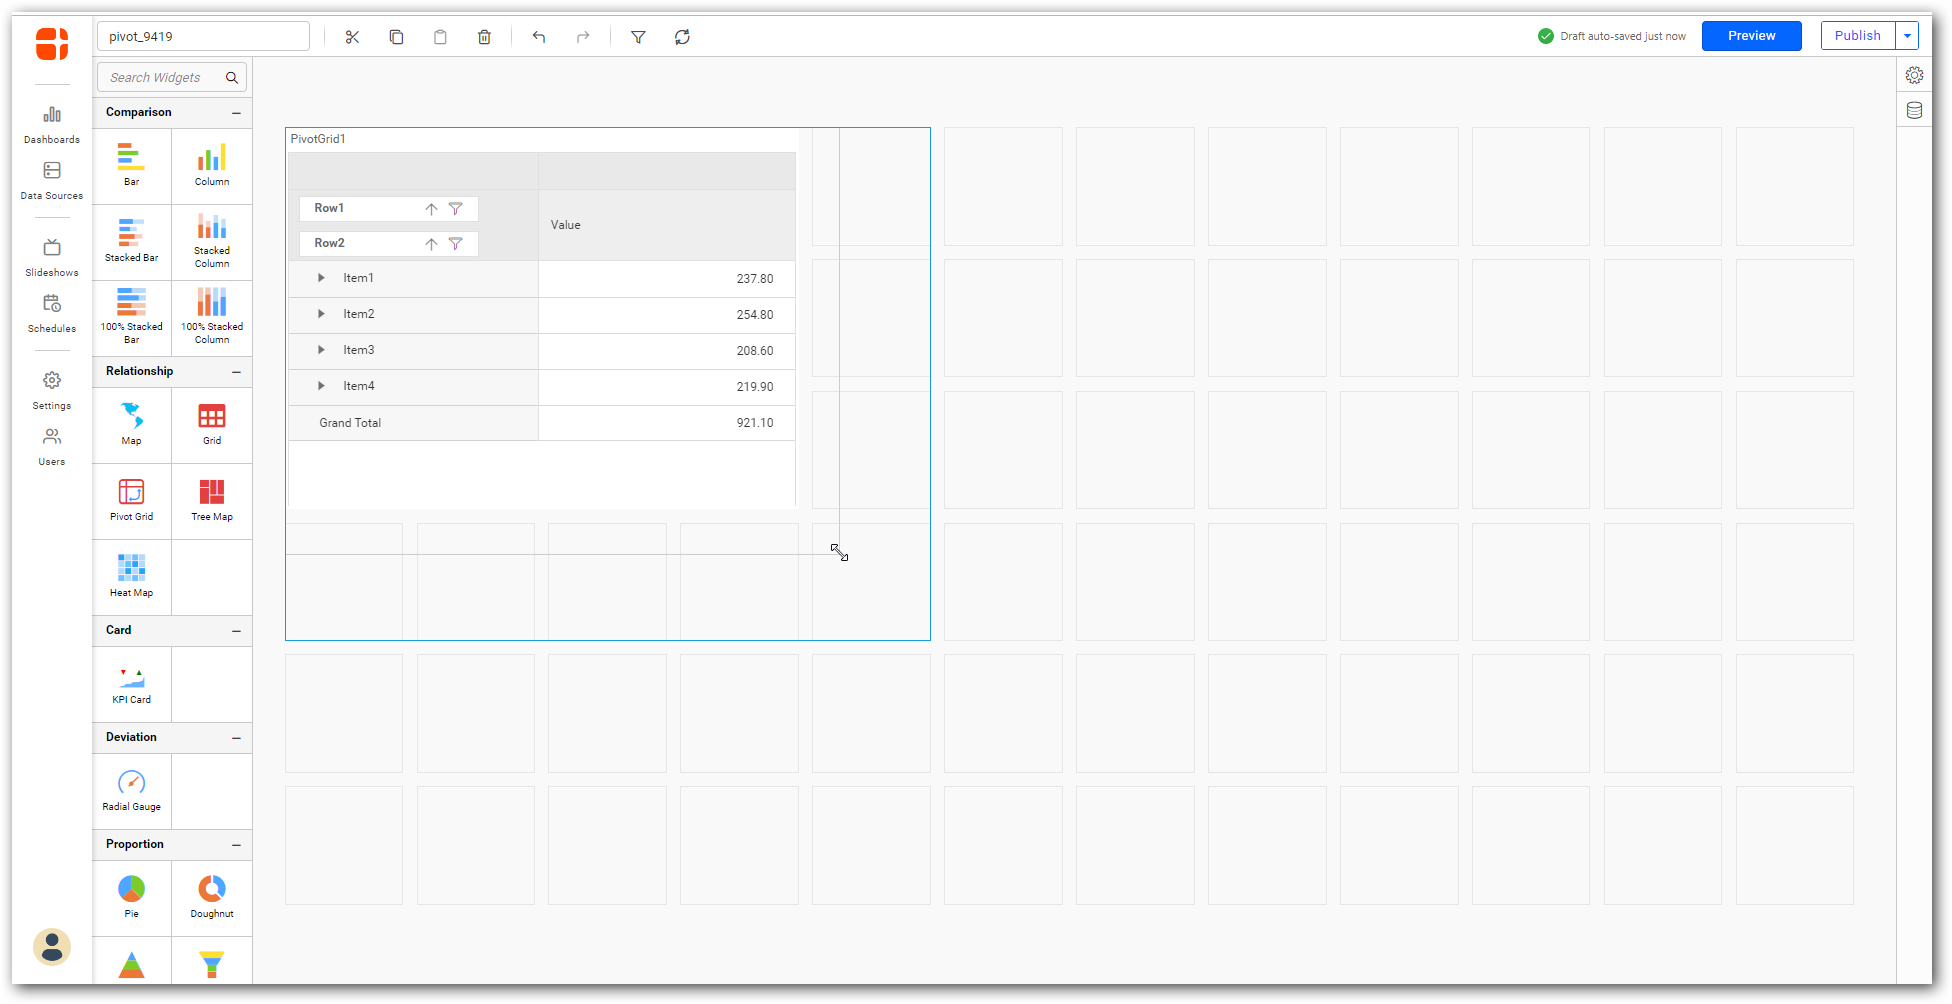 pivot_9419
Draft auto-saved just now
Preview
Publish
Dashboards
Data Sources
Slideshows
Schedules
Settings
Users
Search Widgets
Comparison
Bar
Column
Stacked Bar
Stacked
Column
100% Stacked
Bar
100% Stacked
Column
Relationship
Map
Grid
Pivot Grid
Tree Map
Heat Map
Card
KPI Card
Deviation
Radial Gauge
Proportion
Pie
Doughnut
PivotGrid1
Row1
Row2
Value
Item1 237.80
Item2 254.80
Item3 208.60
Item4 219.90
Grand Total 921.10